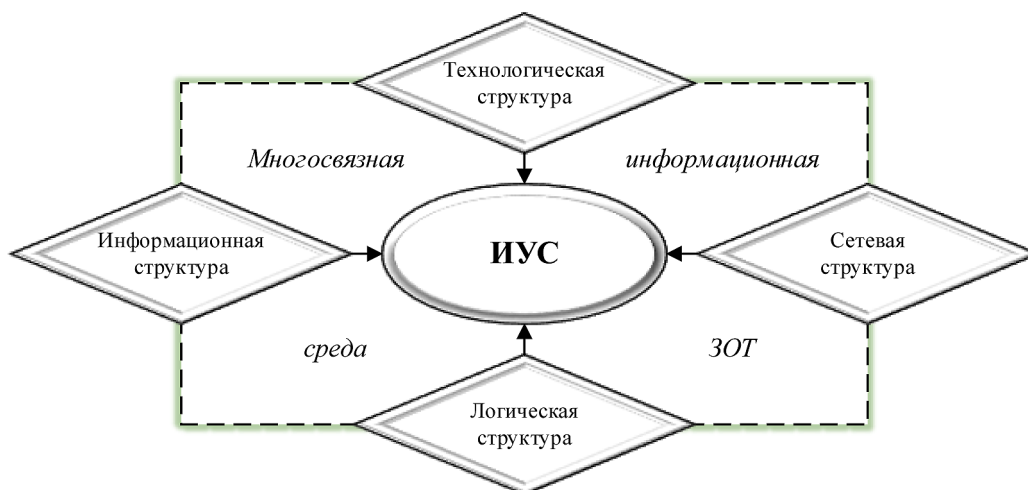 Технологическая
структура
Многосвязная
информационная
Информационная
структура
ИУС
Сетевая
структура
среда
ЗОТ
Логическая
структура